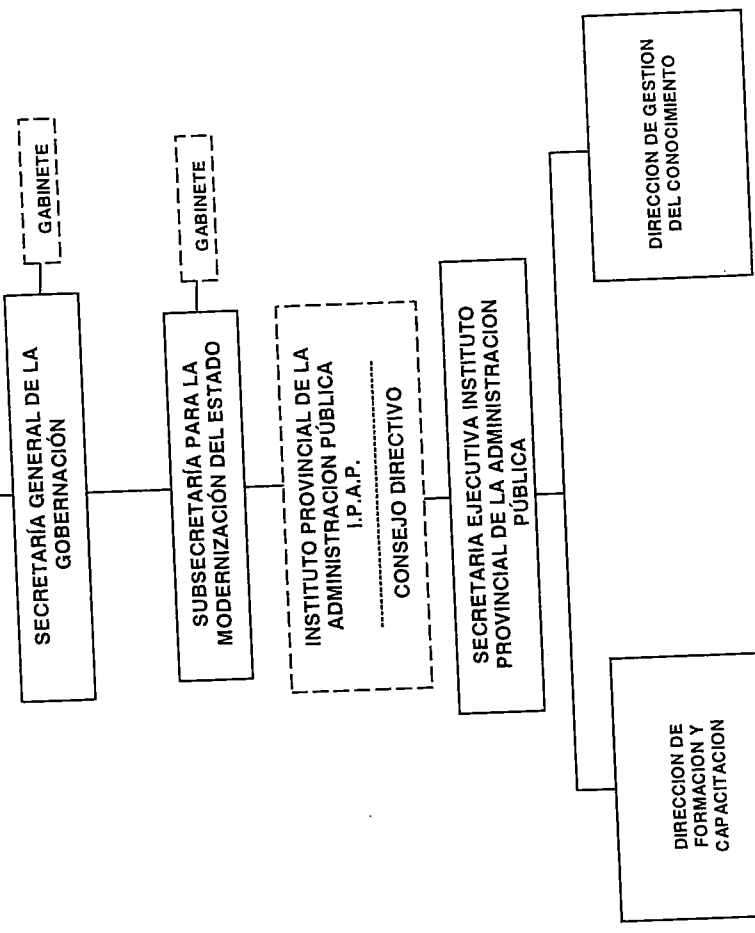 SECRETARÍA GENERAL DE LA
GOBERNACIÓN
GABINETE
SUBSECRETARÍA PARA LA
MODERNIZACIÓN DEL ESTADO
GABINETE
INSTITUTO PROVINCIAL DE LA
ADMINISTRACION PÚBLICA
I.P.A.P.
CONSEJO DIRECTIVO
SECRETARIA EJECUTIVA INSTITUTO
PROVINCIAL DE LA ADMINISTRACION
PÚBLICA
DIRECCION DE
FORMACION Y
CAPACITACION
DIRECCION DE GESTION
DEL CONOCIMIENTO